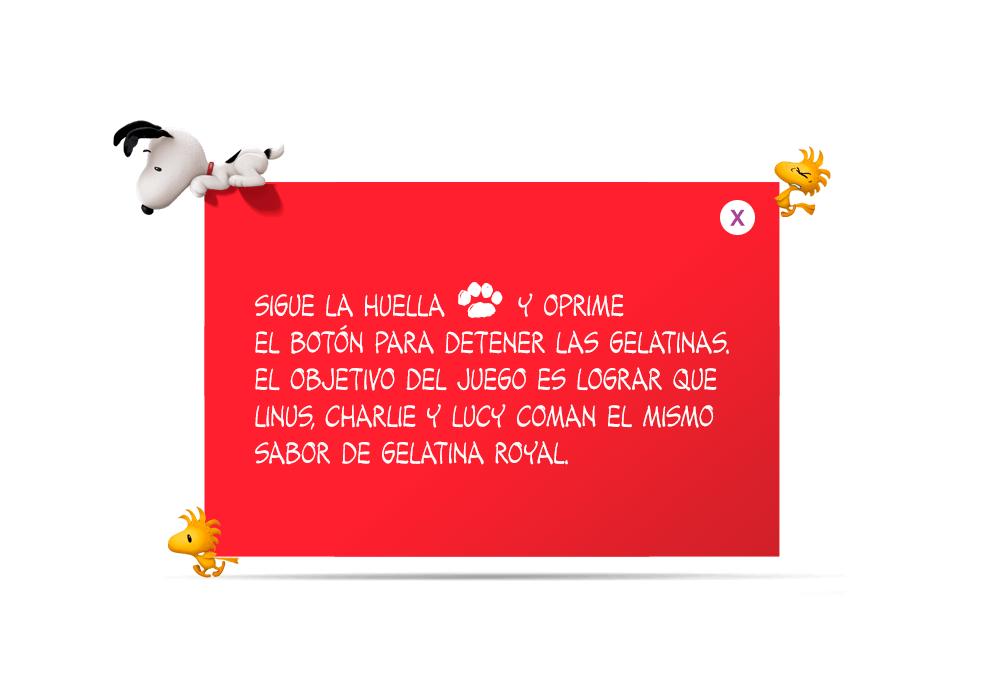 X
SIGUE LA HUELLA Y OPRIME
EL BOTÓN PARA DETENER LAS GELATINAS.
EL OBJETIVO DEL JUEGO ES LOGRAR QUE
LINUS, CHARLIE Y LUCY COMAN EL MISMO
SABOR DE GELATINA ROYAL.